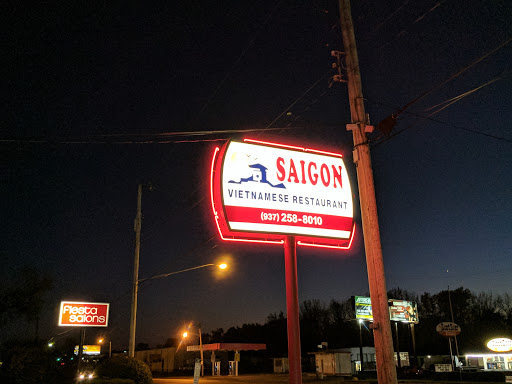 SAIGON
VIETNAMESE RESTAURANT
(937) 258-8010
Fiesta
salons